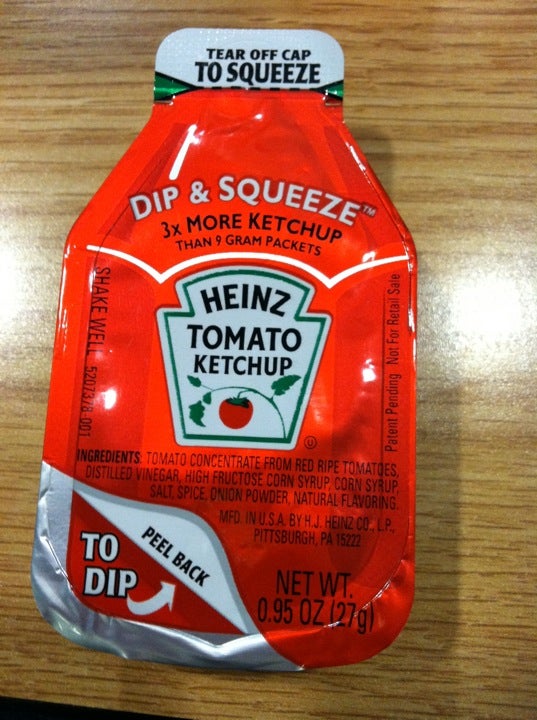 TEAR OFF CAP
TO SQUEEZE
DIP & SQUEEZE™
3x MORE KETCHUP
THAN 9 GRAM PACKETS
HEINZ
TOMATO
KETCHUP
SHAKE WELL 5207378-001
Patent Pending Not For Retail Sale
INGREDIENTS: TOMATO CONCENTRATE FROM RED RIPE TOMATOES,
DISTILLED VINEGAR, HIGH FRUCTOSE CORN SYRUP, CORN SYRUP,
SALT, SPICE, ONION POWDER, NATURAL FLAVORING.
MFD. IN U.S.A. BY H.J. HEINZ CO., L.P.,
PITTSBURGH, PA 15222
TO
DIP
PEEL BACK
NET WT.
0.95 OZ (27g)